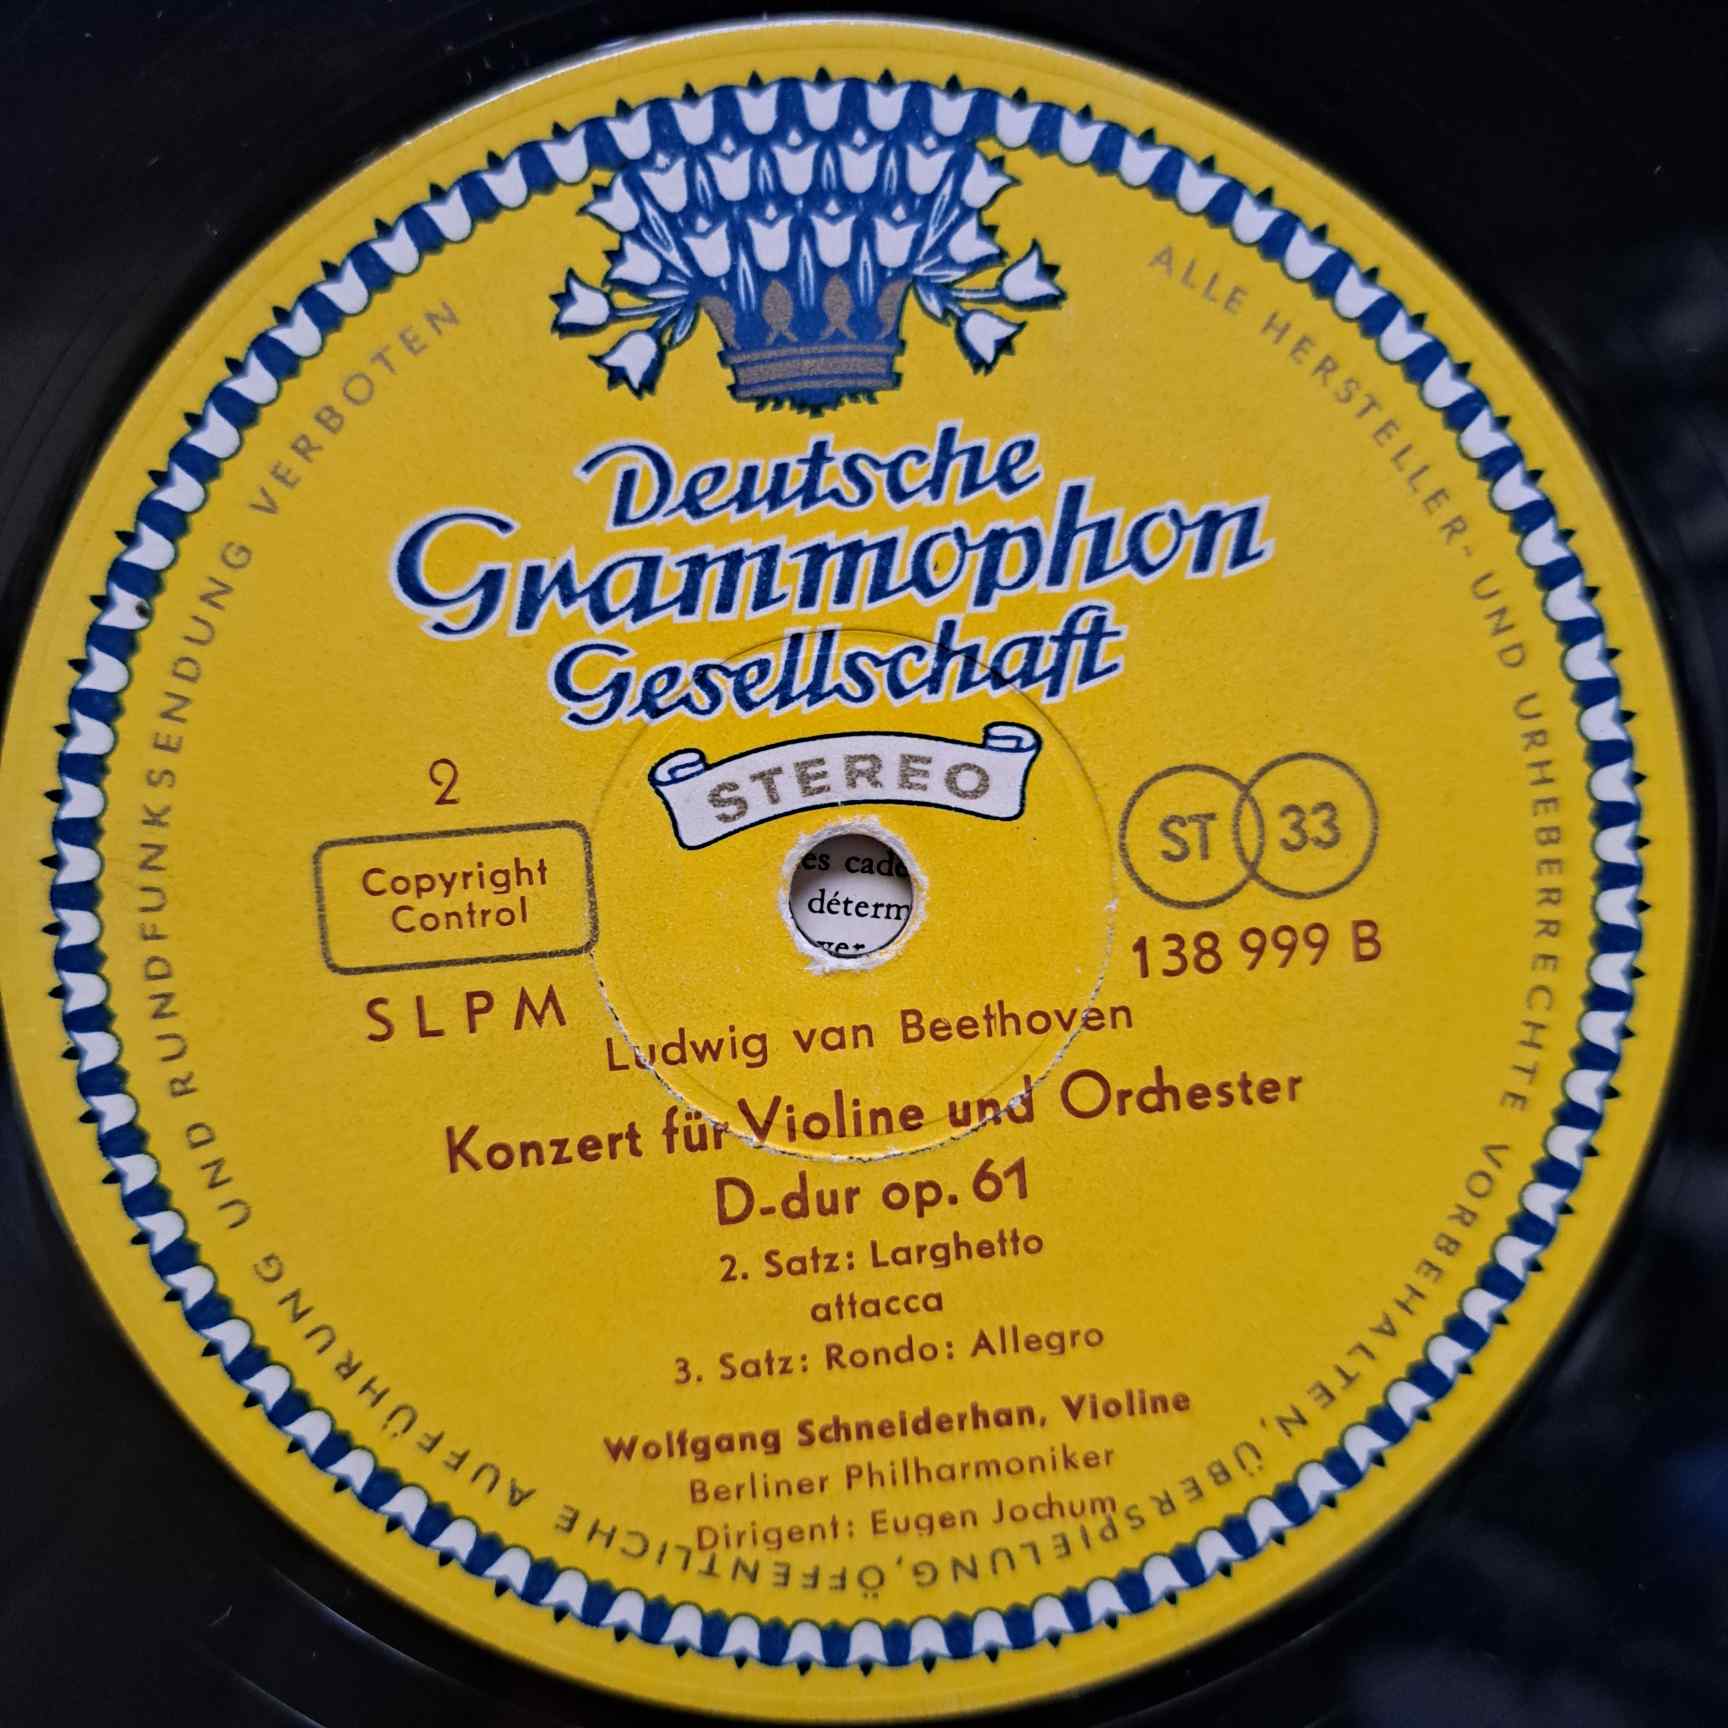 Deutsche
Grammophon
Gesellschaft
STEREO
2
Copyright
Control
SLPM
ST 33
138 999 B
Ludwig van Beethoven
Konzert für Violine und Orchester
D-dur op. 61
2. Satz: Larghetto
attacca
3. Satz: Rondo: Allegro
Wolfgang Schneiderhan, Violine
Berliner Philharmoniker
Dirigent: Eugen Jochum
ALLE HERSTELLER- UND URHEBERRECHTE VORBEHALTEN, ÜBERSPIELUNG, ÖFFENTLICHE AUFFÜHRUNG UND RUNDFUNKSENDUNG VERBOTEN